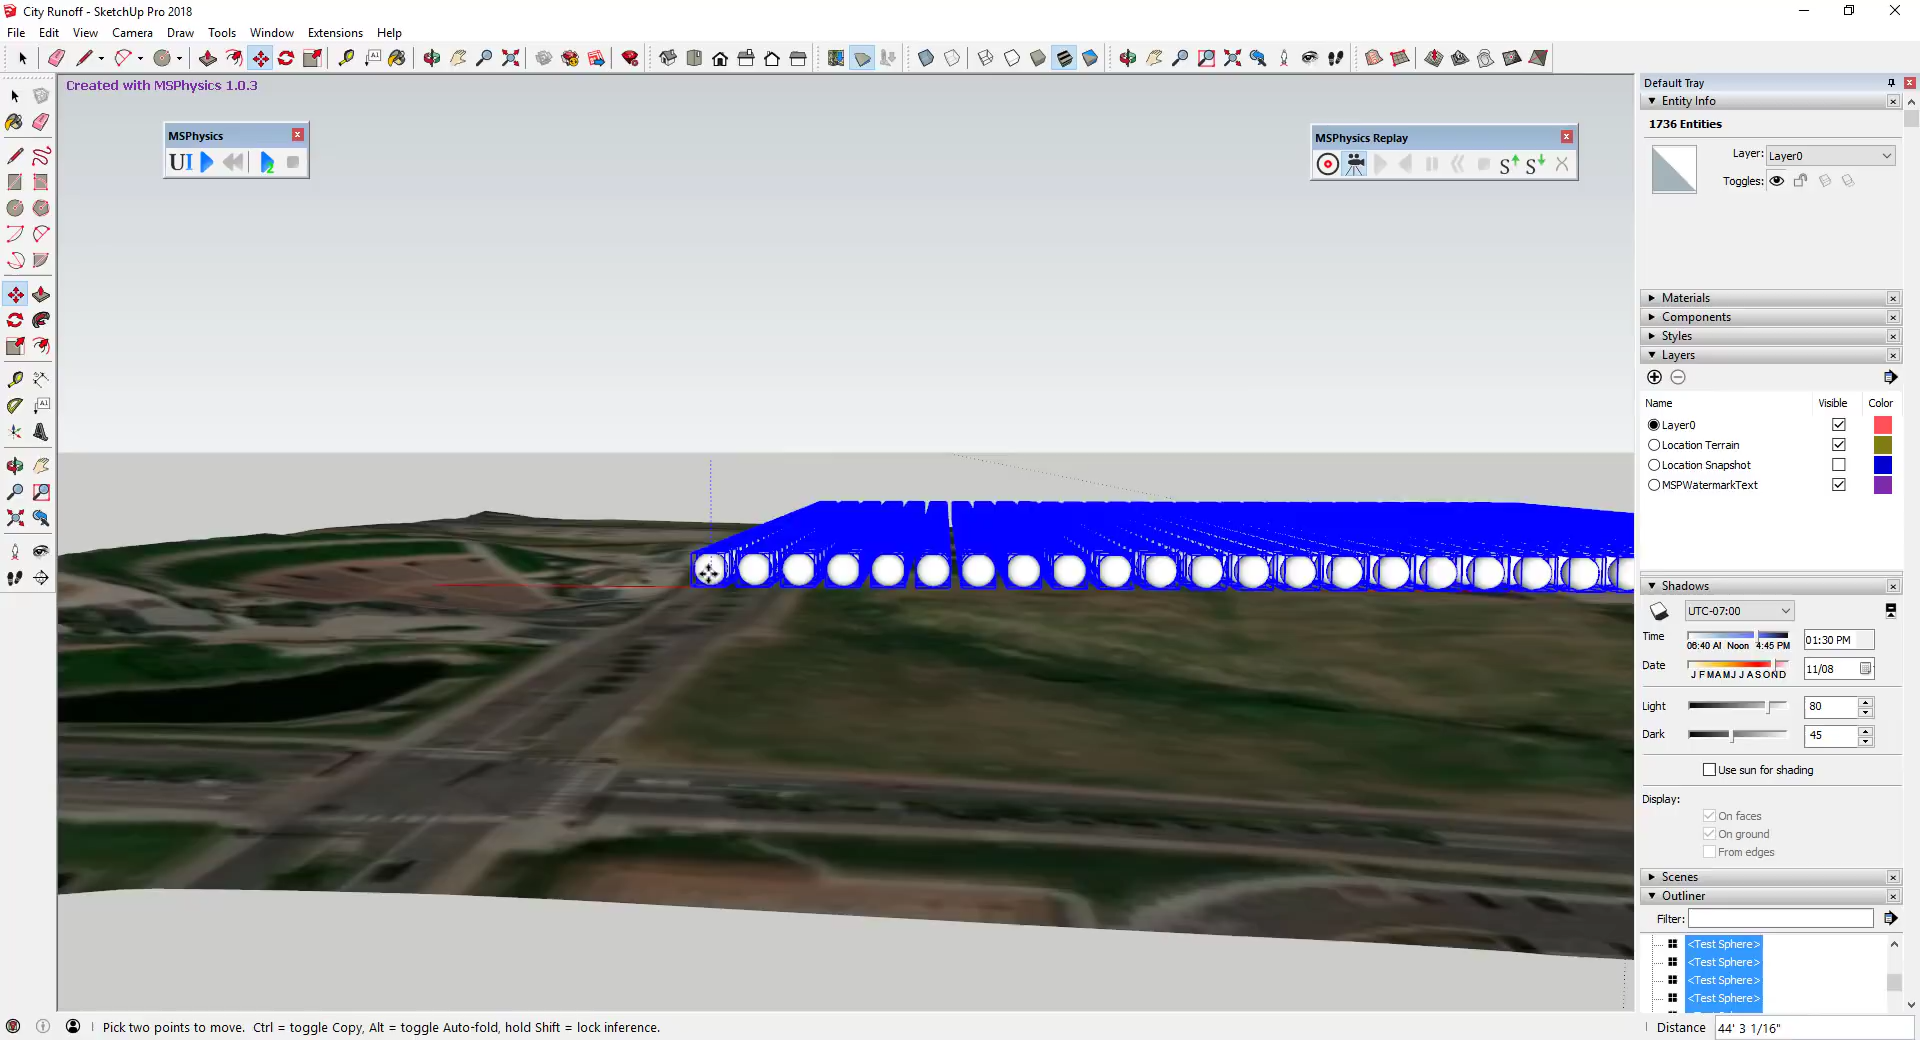 City Runoff - SketchUp Pro 2018
File Edit View Camera Draw Tools Window Extensions Help
Created with MSPhysics 1.0.3
MSPhysics
UI
2
MSPhysics Replay
S S
Default Tray
Entity Info
1736 Entities
Layer: Layer0
Toggles:
Materials
Components
Styles
Layers
Name Visible Color
Layer0
Location Terrain
Location Snapshot
MSPWatermarkText
Shadows
UTC-07:00
Time 01:30 PM
06:40 AI Noon 4:45 PM
Date 11/08
J F M A M J J A S O N D
Light 80
Dark 45
Use sun for shading
Display:
On faces
On ground
From edges
Scenes
Outliner
Filter:
<Test Sphere>
<Test Sphere>
<Test Sphere>
<Test Sphere>
Pick two points to move. Ctrl = toggle Copy, Alt = toggle Auto-fold, hold Shift = lock inference.
Distance 44' 3 1/16"